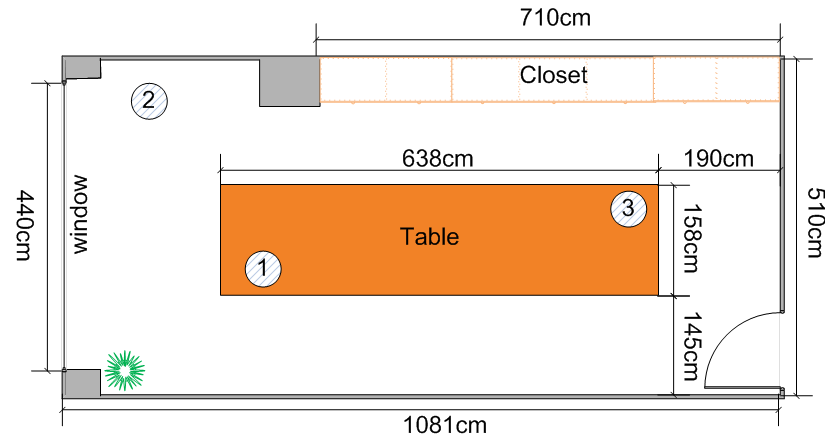 710cm
Closet
2
638cm
190cm
440cm
window
3
158cm
510cm
Table
1
145cm
1081cm